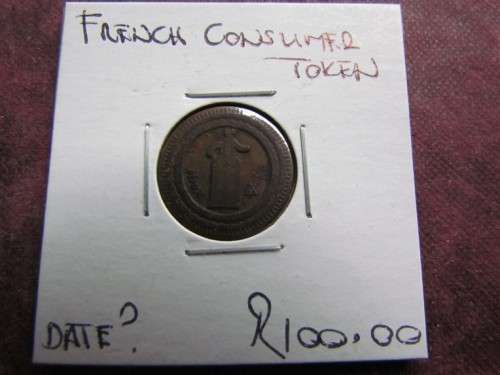 FRENCH CONSUMER
TOKEN
DATE?
R100.00